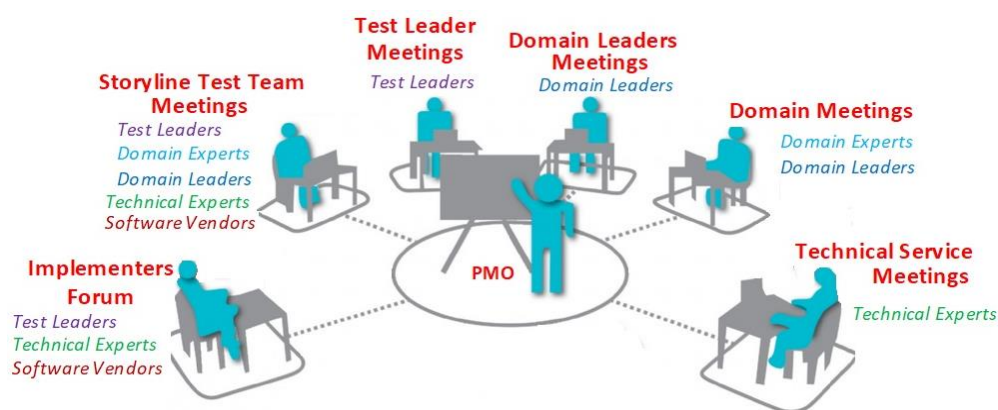 Test Leader
Meetings
Test Leaders
Domain Leaders
Meetings
Domain Leaders
Storyline Test Team
Meetings
Test Leaders
Domain Experts
Domain Leaders
Technical Experts
Software Vendors
Domain Meetings
Domain Experts
Domain Leaders
Implementers
Forum
Test Leaders
Technical Experts
Software Vendors
PMO
Technical Service
Meetings
Technical Experts